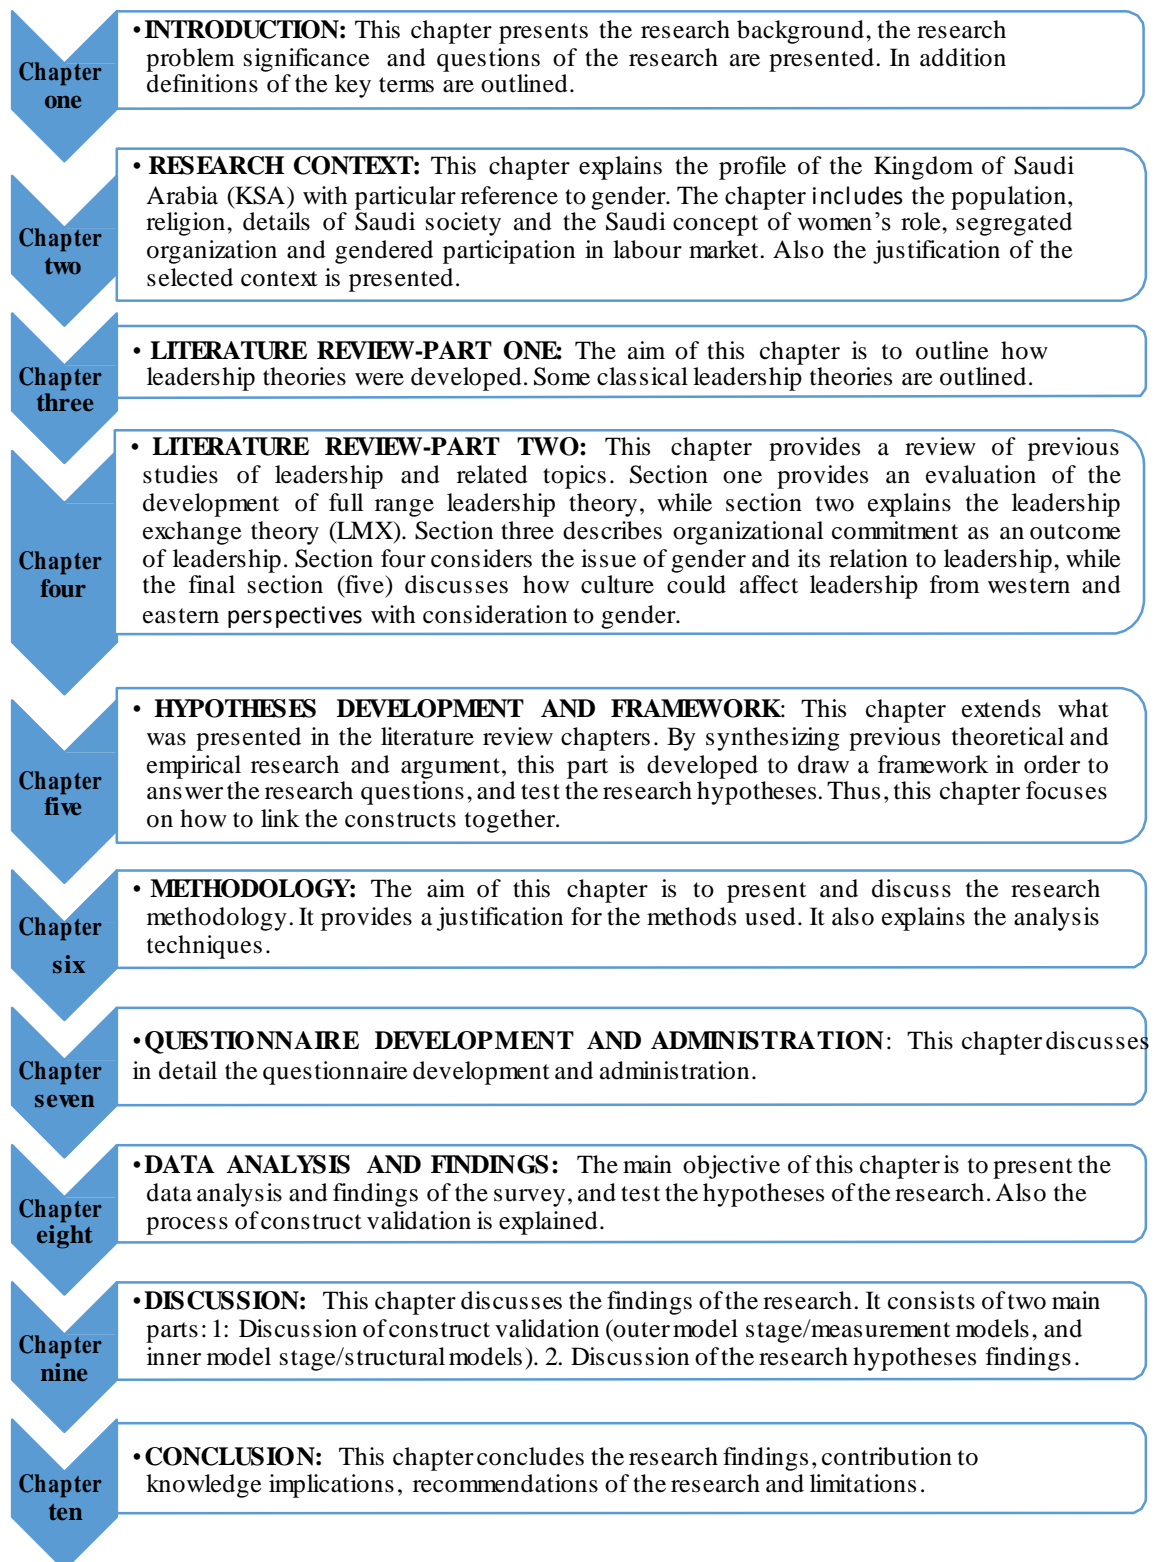 Chapter
one
• INTRODUCTION: This chapter presents the research background, the research
problem significance and questions of the research are presented. In addition
definitions of the key terms are outlined.
Chapter
two
• RESEARCH CONTEXT: This chapter explains the profile of the Kingdom of Saudi
Arabia (KSA) with particular reference to gender. The chapter includes the population,
religion, details of Saudi society and the Saudi concept of women's role, segregated
organization and gendered participation in labour market. Also the justification of the
selected context is presented.
Chapter
three
• LITERATURE REVIEW-PART ONE: The aim of this chapter is to outline how
leadership theories were developed. Some classical leadership theories are outlined.
Chapter
four
• LITERATURE REVIEW-PART TWO: This chapter provides a review of previous
studies of leadership and related topics. Section one provides an evaluation of the
development of full range leadership theory, while section two explains the leadership
exchange theory (LMX). Section three describes organizational commitment as an outcome
of leadership. Section four considers the issue of gender and its relation to leadership, while
the final section (five) discusses how culture could affect leadership from western and
eastern perspectives with consideration to gender.
Chapter
five
• HYPOTHESES DEVELOPMENT AND FRAMEWORK: This chapter extends what
was presented in the literature review chapters. By synthesizing previous theoretical and
empirical research and argument, this part is developed to draw a framework in order to
answer the research questions, and test the research hypotheses. Thus, this chapter focuses
on how to link the constructs together.
Chapter
six
• METHODOLOGY: The aim of this chapter is to present and discuss the research
methodology. It provides a justification for the methods used. It also explains the analysis
techniques.
Chapter
seven
• QUESTIONNAIRE DEVELOPMENT AND ADMINISTRATION: This chapter discusses
in detail the questionnaire development and administration.
Chapter
eight
• DATA ANALYSIS AND FINDINGS: The main objective of this chapter is to present the
data analysis and findings of the survey, and test the hypotheses of the research. Also the
process of construct validation is explained.
Chapter
nine
• DISCUSSION: This chapter discusses the findings of the research. It consists of two main
parts: 1: Discussion of construct validation (outer model stage/measurement models, and
inner model stage/structural models). 2. Discussion of the research hypotheses findings.
Chapter
ten
• CONCLUSION: This chapter concludes the research findings, contribution to
knowledge implications, recommendations of the research and limitations.